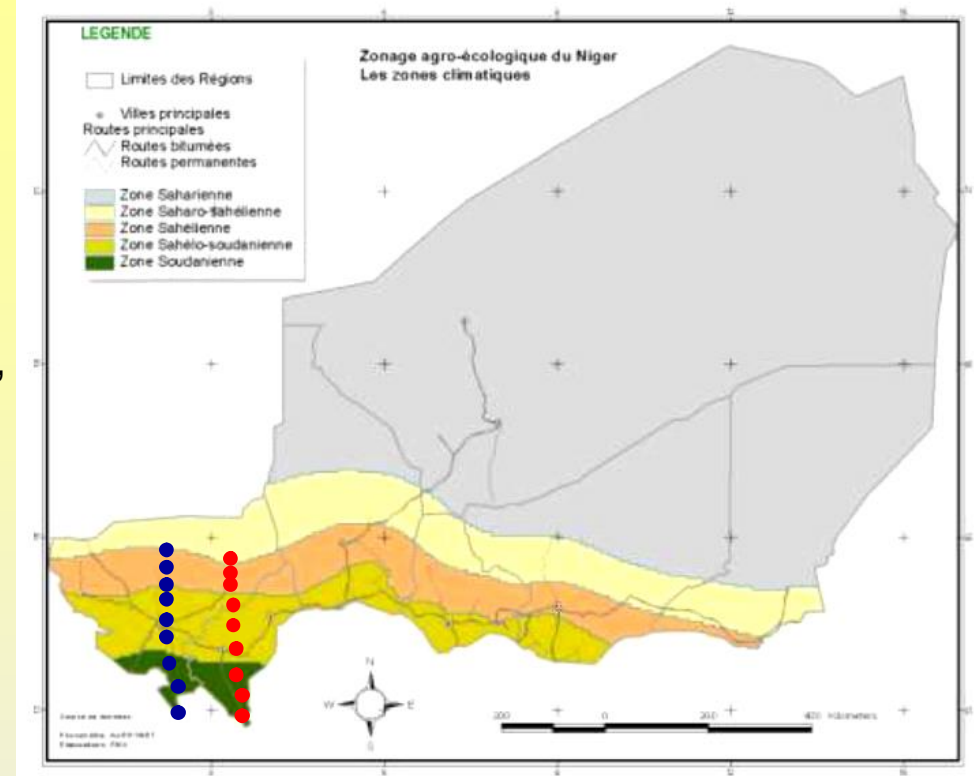 LEGENDE
Zonage agro-écologique du Niger
Les zones climatiques
Limites des Régions
Villes principales
Routes principales
Routes bitumées
Routes permanentes
Zone Saharienne
Zone Saharo-sahélienne
Zone Sahélienne
Zone Sahélo-soudanienne
Zone Soudanienne
,
N
W E
S
200 0 200 400 Kilometers